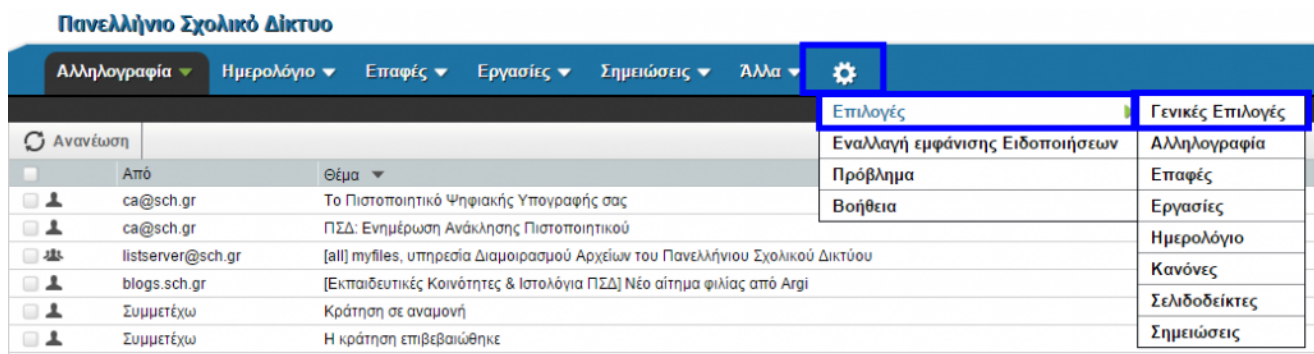 Πανελλήνιο Σχολικό Δίκτυο
Αλληλογραφία Ημερολόγιο Επαφές Εργασίες Σημειώσεις Άλλα
Επιλογές Γενικές Επιλογές
Ανανέωση Εναλλαγή εμφάνισης Ειδοποιήσεων Αλληλογραφία
Από Θέμα Πρόβλημα Επαφές
ca@sch.gr Το Πιστοποιητικό Ψηφιακής Υπογραφής σας Βοήθεια Εργασίες
ca@sch.gr ΠΣΔ: Ενημέρωση Ανάκλησης Πιστοποιητικού Ημερολόγιο
listserver@sch.gr [all] myfiles, υπηρεσία Διαμοιρασμού Αρχείων του Πανελλήνιου Σχολικού Δικτύου Κανόνες
blogs.sch.gr [Εκπαιδευτικές Κοινότητες & Ιστολόγια ΠΣΔ] Νέο αίτημα φιλίας από Argi
Συμμετέχω Κράτηση σε αναμονή Σελιδοδείκτες
Συμμετέχω Η κράτηση επιβεβαιώθηκε Σημειώσεις